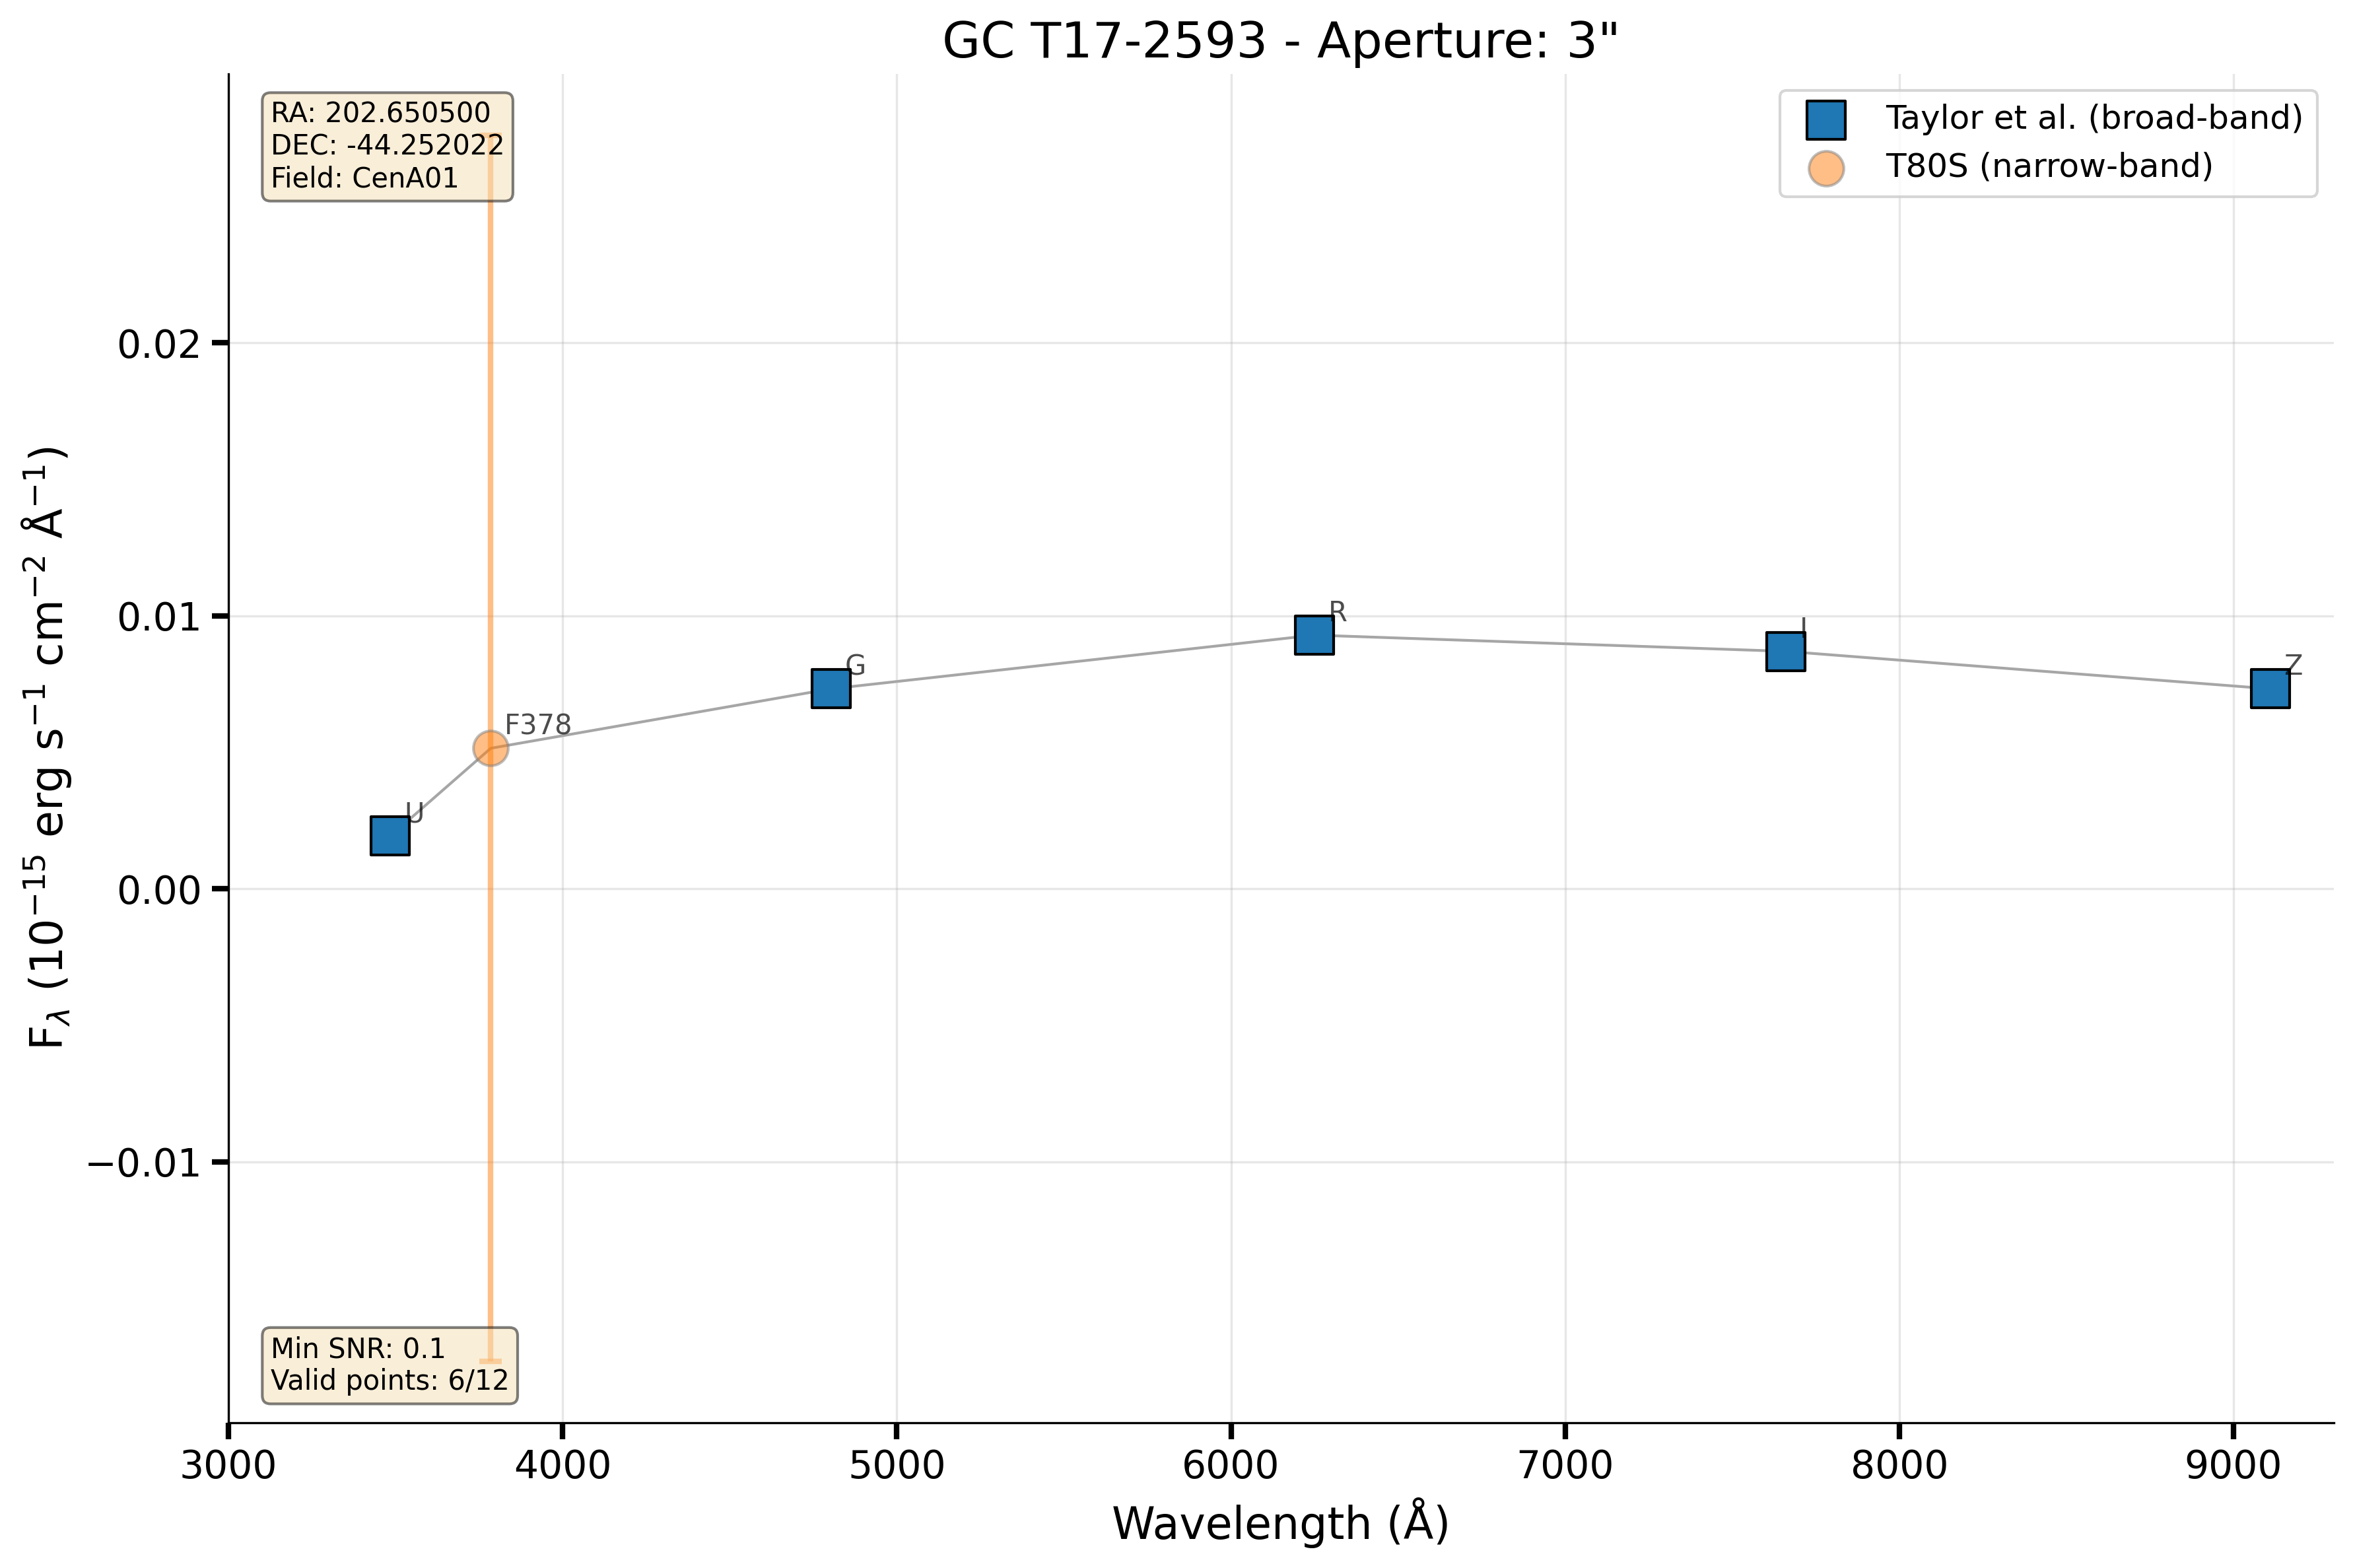 GC T17-2593 - Aperture: 3"
RA: 202.650500
DEC: -44.252022
Field: CenA01
Taylor et al. (broad-band)
T80S (narrow-band)
0.02
0.01
0.00
−0.01
F_λ (10⁻¹⁵ erg s⁻¹ cm⁻² Å⁻¹)
U
F378
G
R
I
Z
Min SNR: 0.1
Valid points: 6/12
3000 4000 5000 6000 7000 8000 9000
Wavelength (Å)